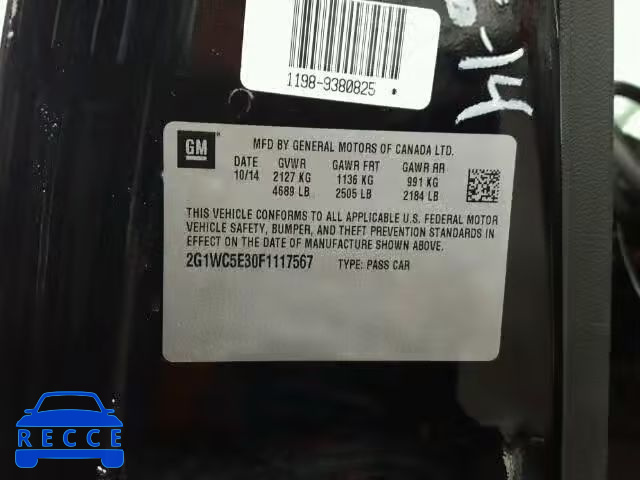 1198-9380825
H-14
GM
MFD BY GENERAL MOTORS OF CANADA LTD.
DATE GVWR GAWR FRT GAWR RR
10/14 2127 KG 1136 KG 991 KG
4689 LB 2505 LB 2184 LB
THIS VEHICLE CONFORMS TO ALL APPLICABLE U.S. FEDERAL MOTOR
VEHICLE SAFETY, BUMPER, AND THEFT PREVENTION STANDARDS IN
EFFECT ON THE DATE OF MANUFACTURE SHOWN ABOVE.
2G1WC5E30F1117567 TYPE: PASS CAR
RECCE